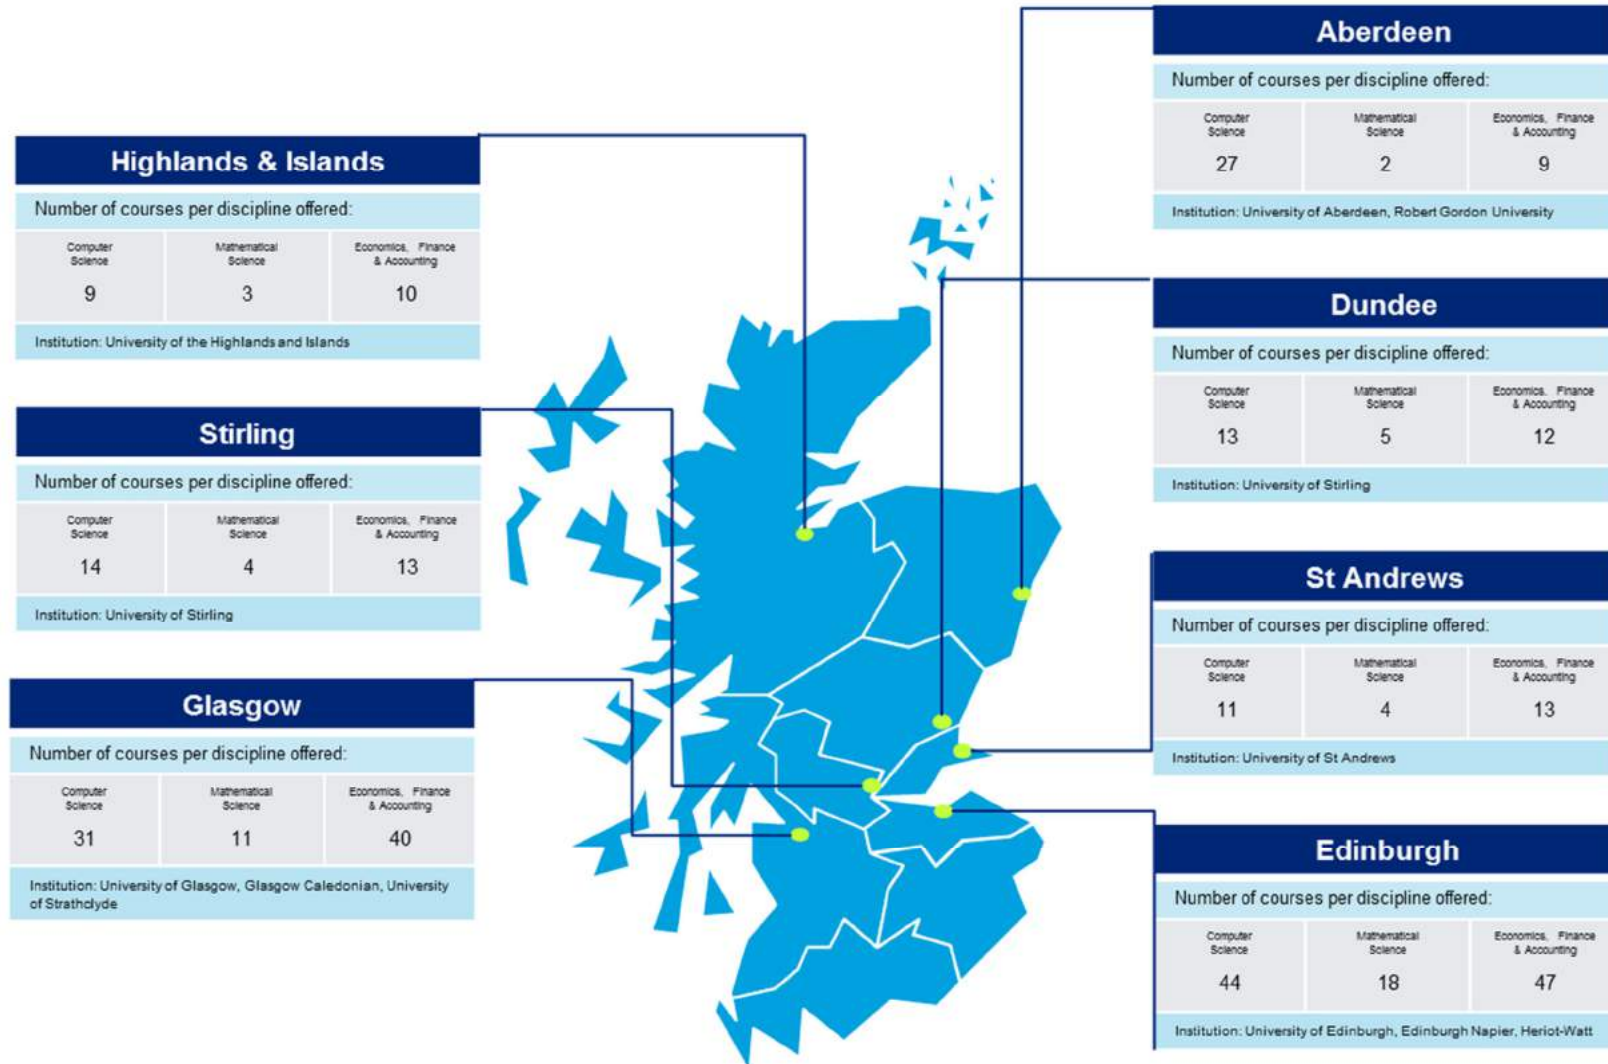 Highlands & Islands
Number of courses per discipline offered:
Computer
Science
Mathematical
Science
Economics, Finance
& Accounting
9
3
10
Institution: University of the Highlands and Islands
Stirling
Number of courses per discipline offered:
Computer
Science
Mathematical
Science
Economics, Finance
& Accounting
14
4
13
Institution: University of Stirling
Glasgow
Number of courses per discipline offered:
Computer
Science
Mathematical
Science
Economics, Finance
& Accounting
31
11
40
Institution: University of Glasgow, Glasgow Caledonian, University
of Strathclyde
Aberdeen
Number of courses per discipline offered:
Computer
Science
Mathematical
Science
Economics, Finance
& Accounting
27
2
9
Institution: University of Aberdeen, Robert Gordon University
Dundee
Number of courses per discipline offered:
Computer
Science
Mathematical
Science
Economics, Finance
& Accounting
13
5
12
Institution: University of Stirling
St Andrews
Number of courses per discipline offered:
Computer
Science
Mathematical
Science
Economics, Finance
& Accounting
11
4
13
Institution: University of St Andrews
Edinburgh
Number of courses per discipline offered:
Computer
Science
Mathematical
Science
Economics, Finance
& Accounting
44
18
47
Institution: University of Edinburgh, Edinburgh Napier, Heriot-Watt